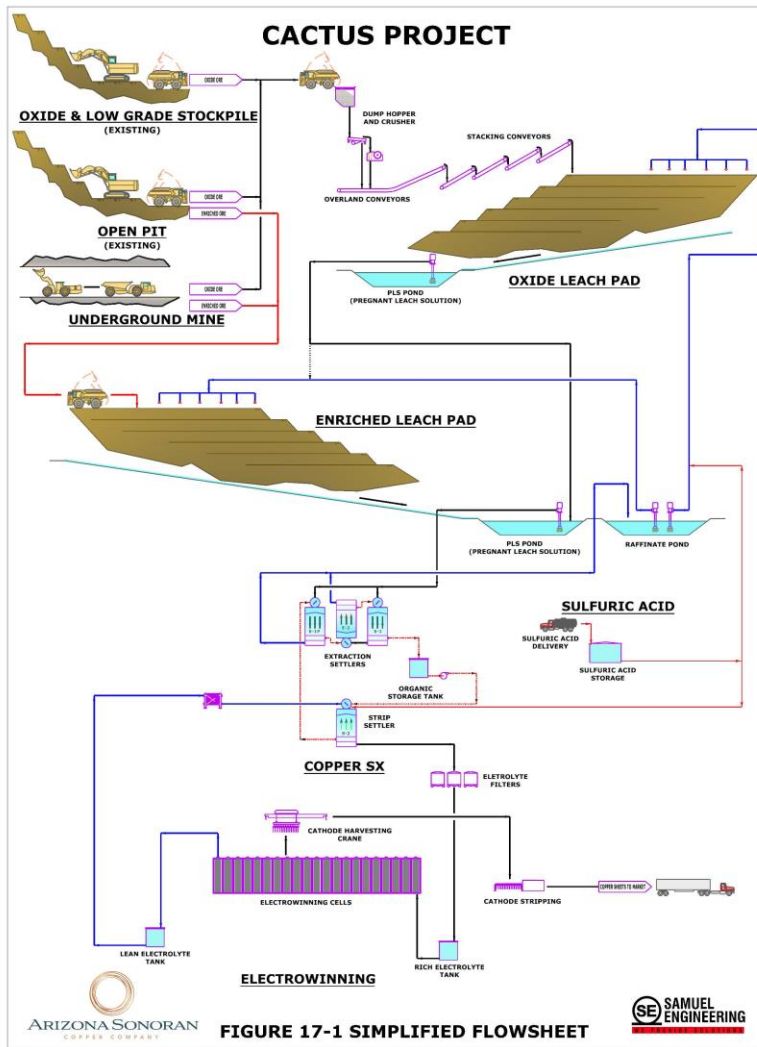 CACTUS PROJECT
OXIDE ORE
OXIDE & LOW GRADE STOCKPILE
(EXISTING)
DUMP HOPPER
AND CRUSHER
STACKING CONVEYORS
OVERLAND CONVEYORS
OXIDE ORE
ENRICHED ORE
OPEN PIT
(EXISTING)
OXIDE ORE
ENRICHED ORE
UNDERGROUND MINE
PLS POND
(PREGNANT LEACH SOLUTION)
OXIDE LEACH PAD
ENRICHED LEACH PAD
PLS POND
(PREGNANT LEACH SOLUTION)
RAFFINATE POND
EXTRACTION
SETTLERS
ORGANIC
STORAGE TANK
SULFURIC ACID
SULFURIC ACID
DELIVERY
SULFURIC ACID
STORAGE
STRIP
SETTLER
COPPER SX
ELETROLYTE
FILTERS
CATHODE HARVESTING
CRANE
ELECTROWINNING CELLS
CATHODE STRIPPING
COPPER SHEETS TO MARKET
LEAN ELECTROLYTE
TANK
RICH ELECTROLYTE
TANK
ELECTROWINNING
ARIZONA SONORAN
COPPER COMPANY
FIGURE 17-1 SIMPLIFIED FLOWSHEET
SE SAMUEL
ENGINEERING
WE PROVIDE SOLUTIONS